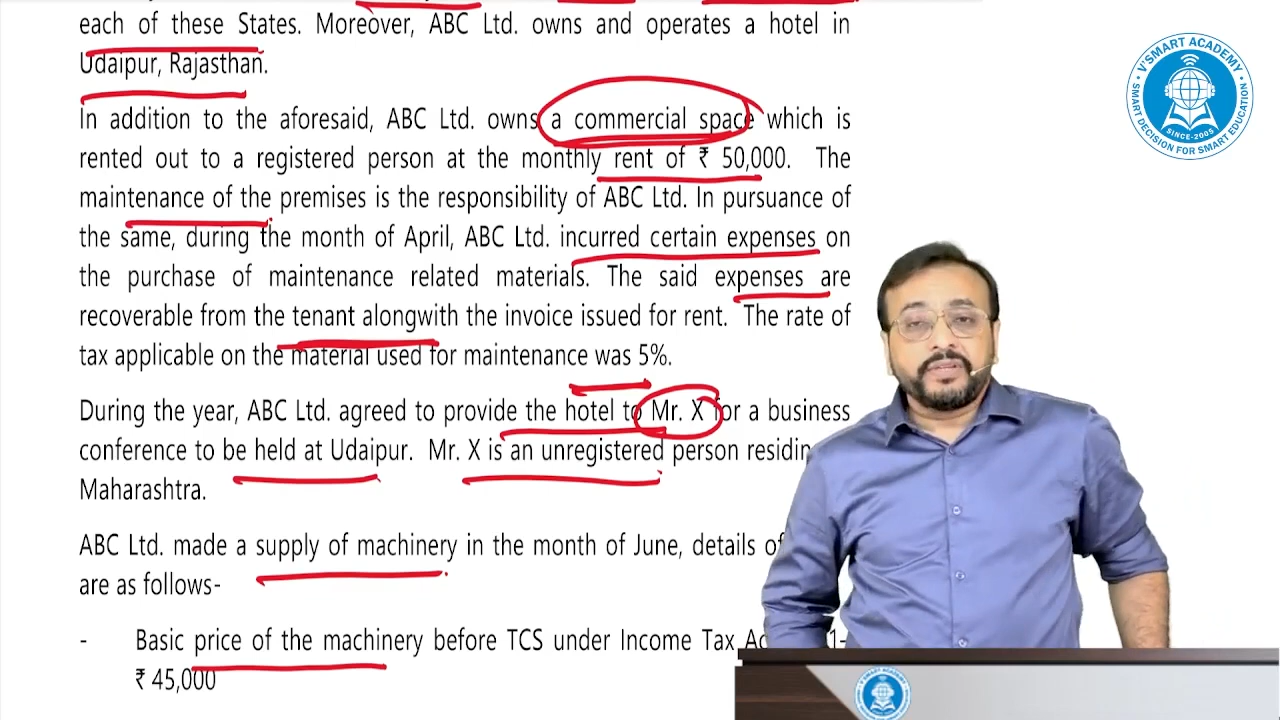 each of these States. Moreover, ABC Ltd. owns and operates a hotel in
Udaipur, Rajasthan.
In addition to the aforesaid, ABC Ltd. owns a commercial space which is
rented out to a registered person at the monthly rent of ₹ 50,000. The
maintenance of the premises is the responsibility of ABC Ltd. In pursuance of
the same, during the month of April, ABC Ltd. incurred certain expenses on
the purchase of maintenance related materials. The said expenses are
recoverable from the tenant alongwith the invoice issued for rent. The rate of
tax applicable on the material used for maintenance was 5%.
During the year, ABC Ltd. agreed to provide the hotel to Mr. X for a business
conference to be held at Udaipur. Mr. X is an unregistered person residin
Maharashtra.
ABC Ltd. made a supply of machinery in the month of June, details of
are as follows-
- Basic price of the machinery before TCS under Income Tax Ac 1-
₹ 45,000
V'SMART ACADEMY
SINCE-2005
SMART DECISION FOR SMART EDUCATION